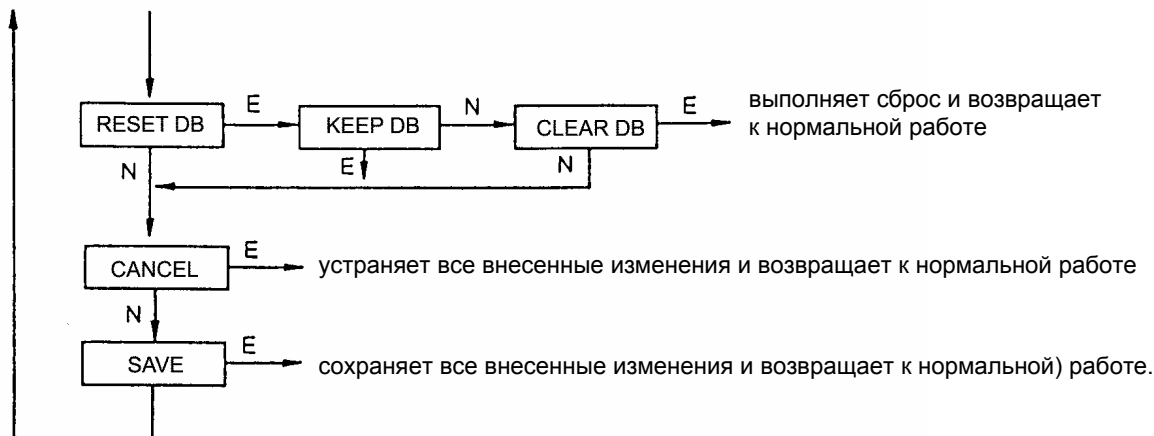 RESET DB E KEEP DB N CLEAR DB E выполняет сброс и возвращает
к нормальной работе
N E N
CANCEL E устраняет все внесенные изменения и возвращает к нормальной работе
N
SAVE E сохраняет все внесенные изменения и возвращает к нормальной) работе.